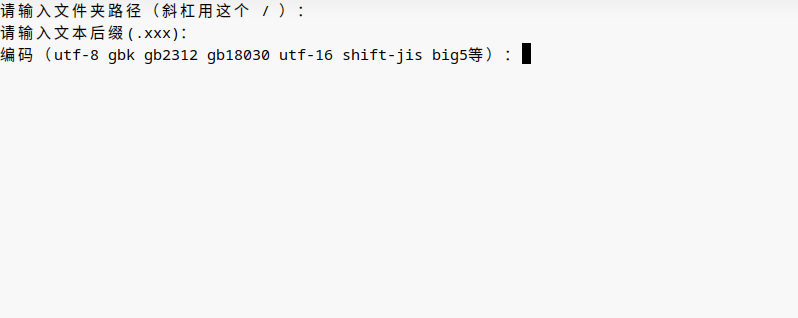 请输入文件夹路径（斜杠用这个 / ）：
请输入文本后缀(.xxx)：
编码（utf-8 gbk gb2312 gb18030 utf-16 shift-jis big5等）：